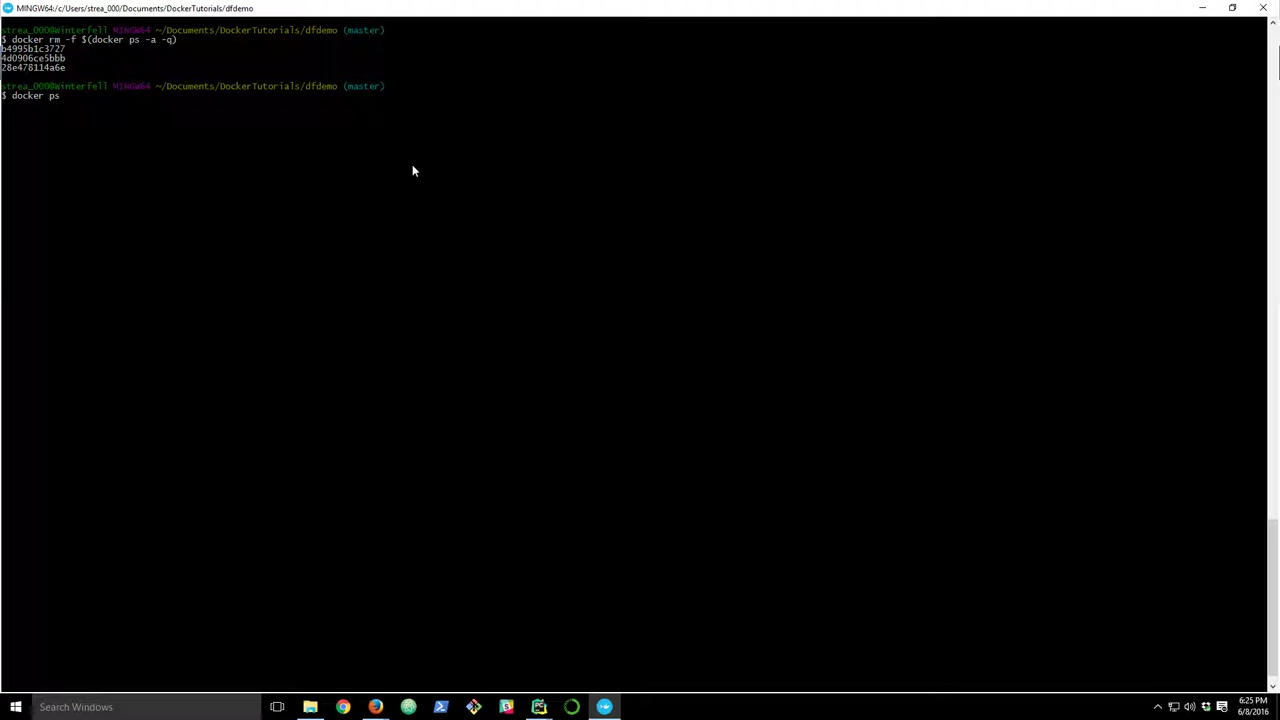 MINGW64:/c/Users/strea_000/Documents/DockerTutorials/dfdemo
strea_000@Winterfell MINGW64 ~/Documents/DockerTutorials/dfdemo (master)
$ docker rm -f $(docker ps -a -q)
b4995b1c3727
4d0906ce5bbb
28e478114a6e
strea_000@Winterfell MINGW64 ~/Documents/DockerTutorials/dfdemo (master)
$ docker ps
Search Windows
6:25 PM
6/8/2016